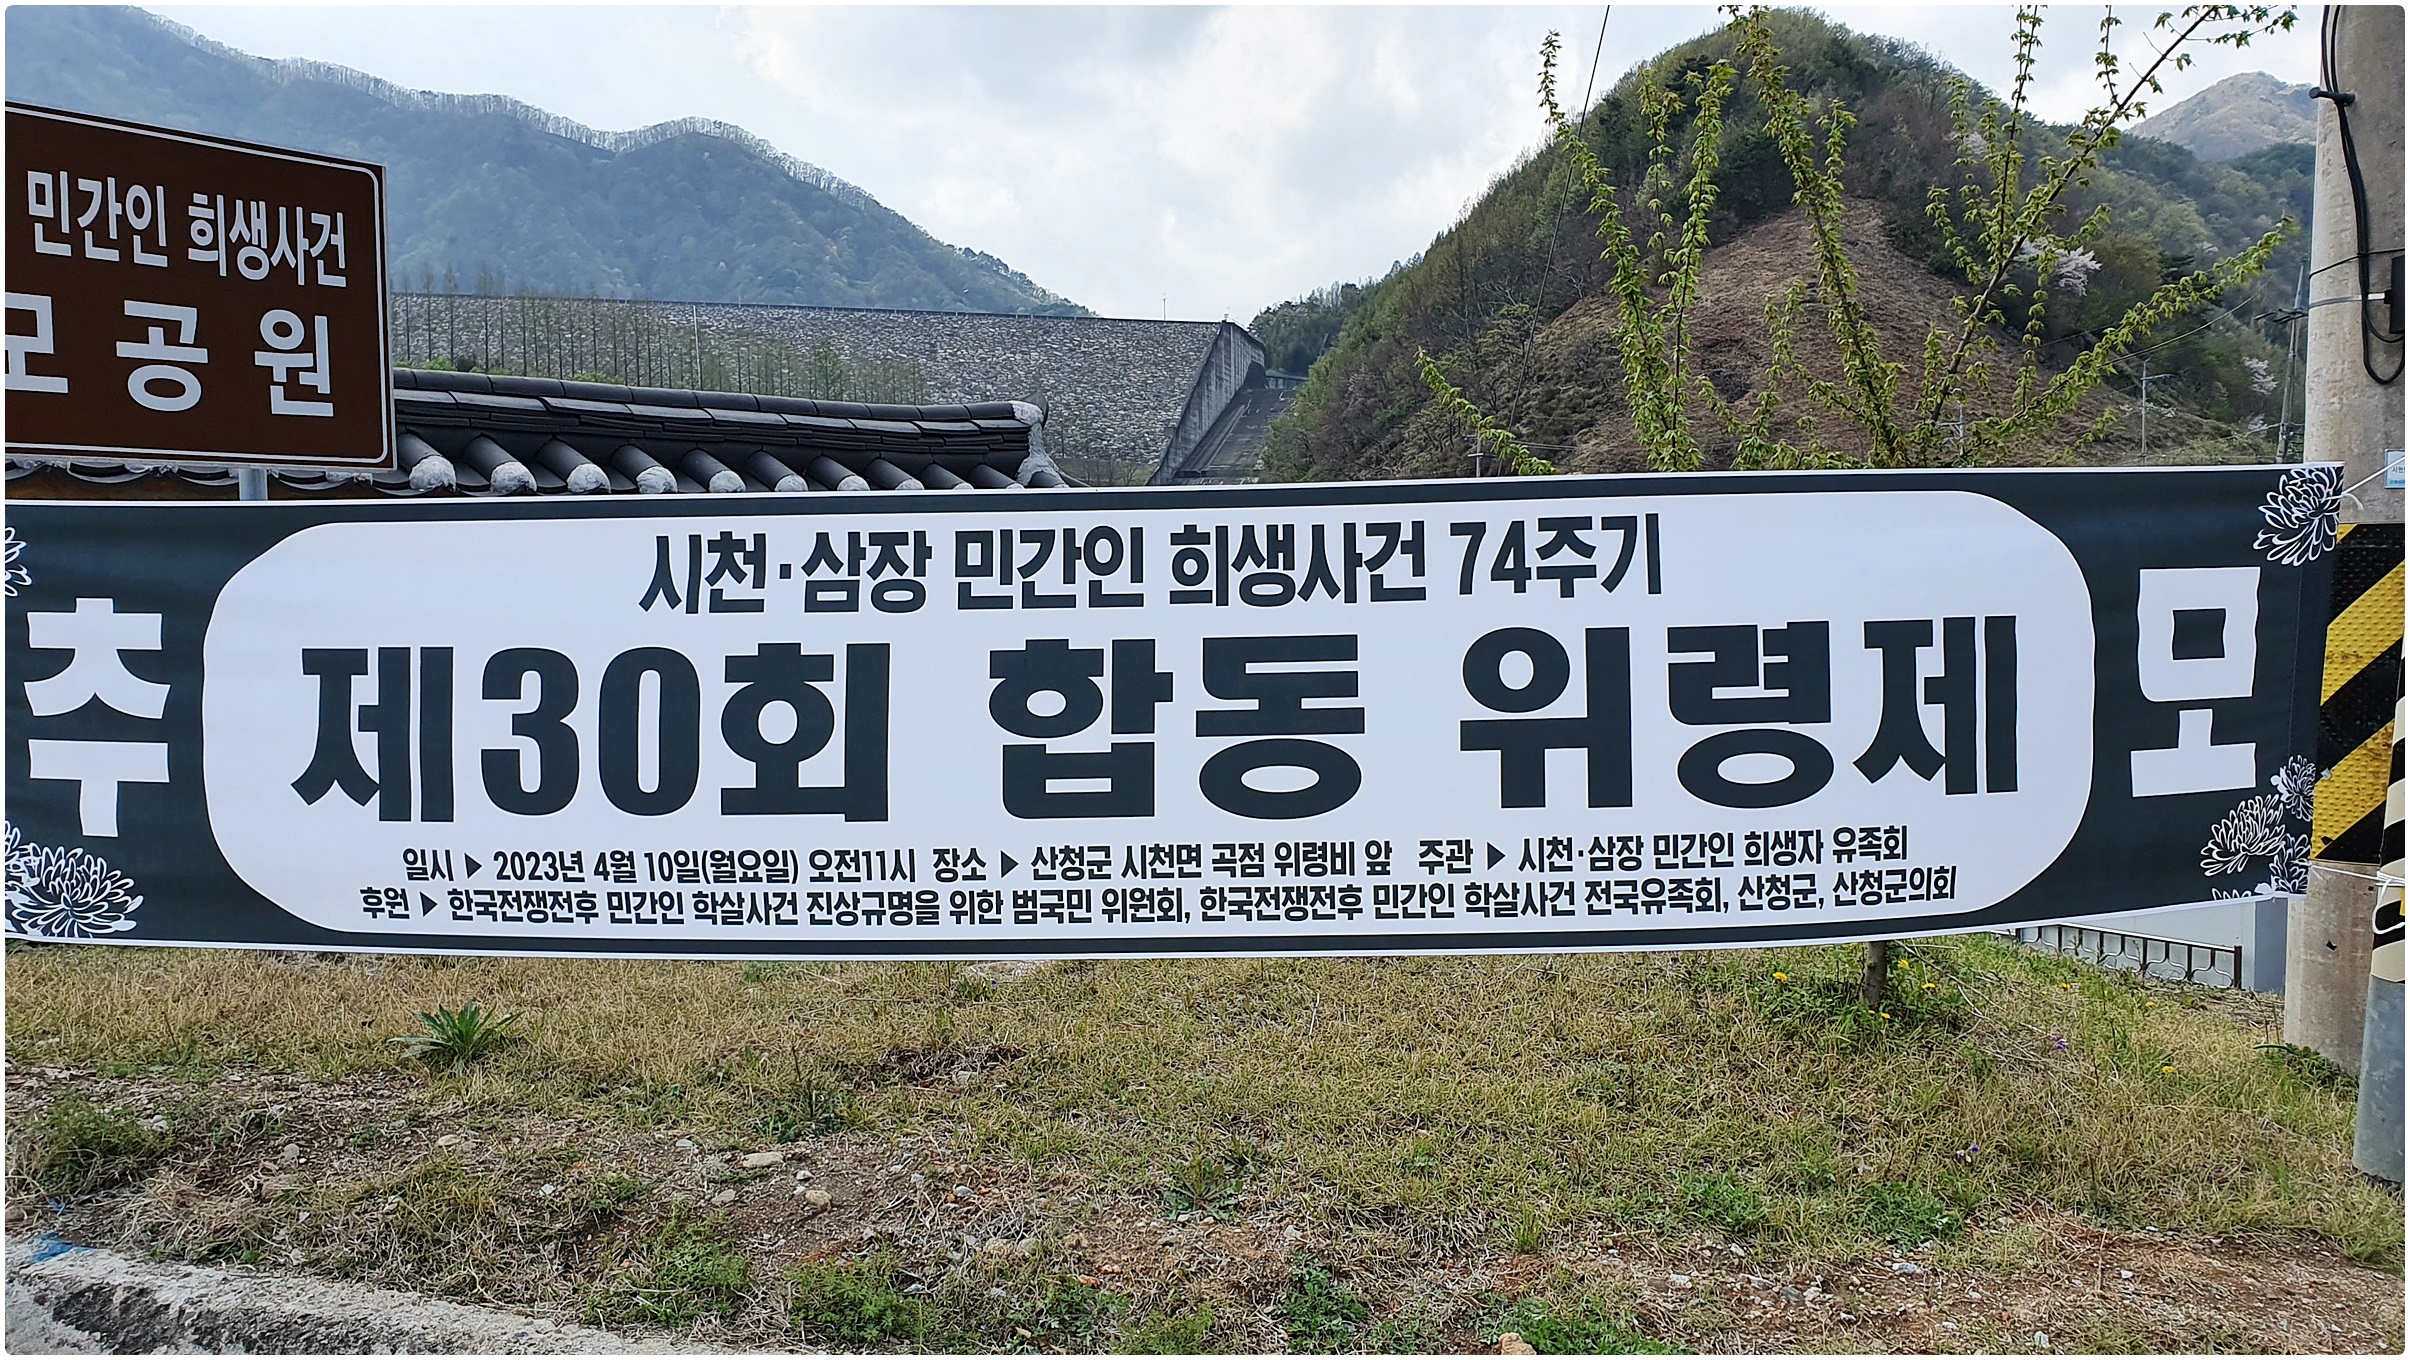 민간인 희생사건
모공원
추
시천·삼장 민간인 희생사건 74주기
제30회 합동 위령제
일시 ▶ 2023년 4월 10일(월요일) 오전11시 장소 ▶ 산청군 시천면 곡점 위령비 앞 주관 ▶ 시천·삼장 민간인 희생자 유족회
후원 ▶ 한국전쟁전후 민간인 학살사건 진상규명을 위한 범국민 위원회, 한국전쟁전후 민간인 학살사건 전국유족회, 산청군, 산청군의회
모